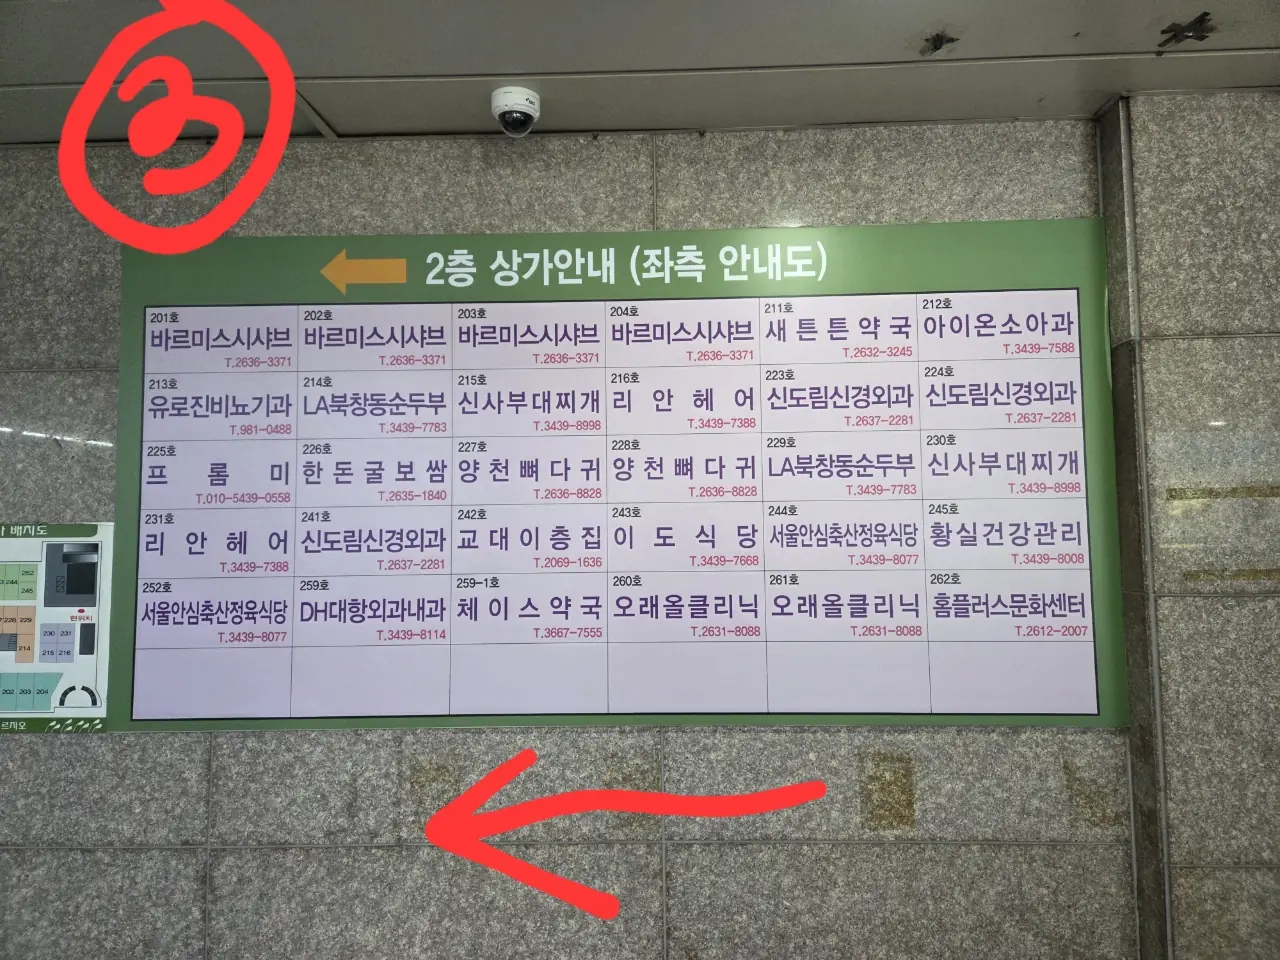 3
2층 상가안내 (좌측 안내도)
201호
바르미스시샤브
T.2636-3371
202호
바르미스시샤브
T.2636-3371
203호
바르미스시샤브
T.2636-3371
204호
바르미스시샤브
T.2636-3371
211호
새튼튼약국
T.2632-3245
212호
아이온소아과
T.3439-7588
213호
유로진비뇨기과
T.981-0488
214호
LA북창동순두부
T.3439-7783
215호
신사부대찌개
T.3439-8998
216호
리안헤어
T.3439-7388
223호
신도림신경외과
T.2637-2281
224호
신도림신경외과
T.2637-2281
225호
프롬미
T.010-5439-0558
226호
한돈굴보쌈
T.2635-1840
227호
양천뼈다귀
T.2636-8828
228호
양천뼈다귀
T.2636-8828
229호
LA북창동순두부
T.3439-7783
230호
신사부대찌개
T.3439-8998
231호
리안헤어
T.3439-7388
241호
신도림신경외과
T.2637-2281
242호
교대이층집
T.2069-1636
243호
이도식당
T.3439-7668
244호
서울안심축산정육식당
T.3439-8077
245호
황실건강관리
T.3439-8008
252호
서울안심축산정육식당
T.3439-8077
259호
DH대항외과내과
T.3439-8114
259-1호
체이스약국
T.3667-7555
260호
오래올클리닉
T.2631-8088
261호
오래올클리닉
T.2631-8088
262호
홈플러스문화센터
T.2612-2007
배치도
252
244
245
현위치
228 229
230 231
214
215 216
202 203 204